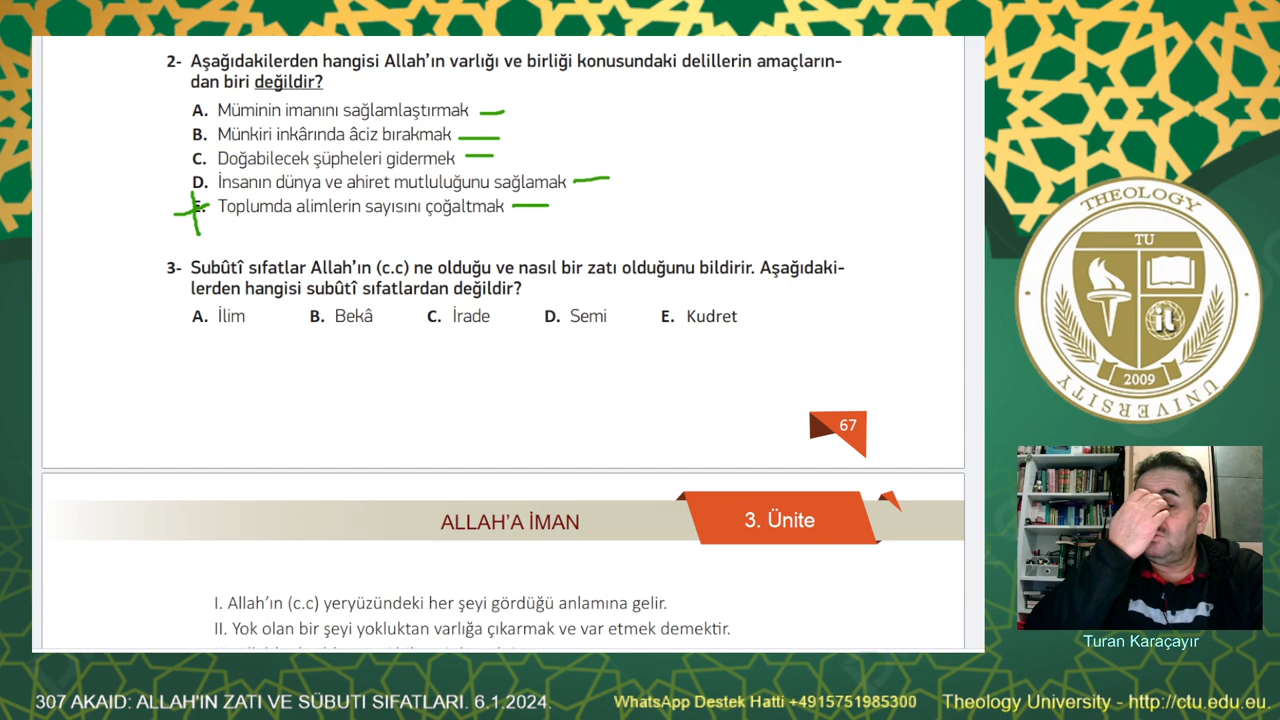 2- Aşağıdakilerden hangisi Allah'ın varlığı ve birliği konusundaki delillerin amaçların-
dan biri değildir?
A. Müminin imanını sağlamlaştırmak
B. Münkiri inkârında âciz bırakmak
C. Doğabilecek şüpheleri gidermek
D. İnsanın dünya ve ahiret mutluluğunu sağlamak
E. Toplumda alimlerin sayısını çoğaltmak
3- Subûtî sıfatlar Allah'ın (c.c) ne olduğu ve nasıl bir zatı olduğunu bildirir. Aşağıdaki-
lerden hangisi subûtî sıfatlardan değildir?
A. İlim B. Bekâ C. İrade D. Semi E. Kudret
67
ALLAH'A İMAN
3. Ünite
I. Allah'ın (c.c) yeryüzündeki her şeyi gördüğü anlamına gelir.
II. Yok olan bir şeyi yokluktan varlığa çıkarmak ve var etmek demektir.
THEOLOGY
TU
2009
UNIVERSITY
Turan Karaçayır
307 AKAID: ALLAH'IN ZATI VE SÜBUTI SIFATLARI. 6.1.2024.
WhatsApp Destek Hatti +4915751985300
Theology University - http://ctu.edu.eu.